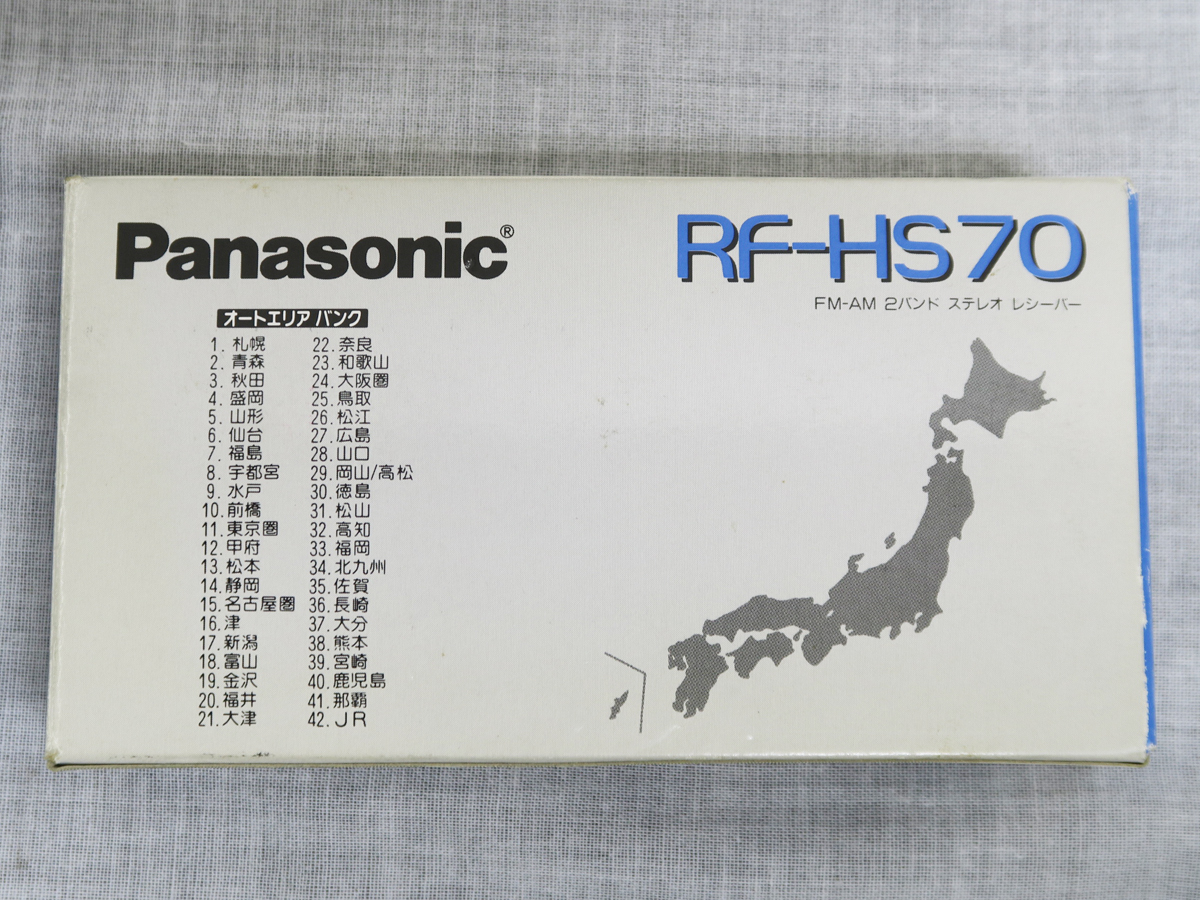 Panasonic®
RF-HS70
FM-AM 2バンド ステレオ レシーバー
オートエリア バンク
1. 札幌
2. 青森
3. 秋田
4. 盛岡
5. 山形
6. 仙台
7. 福島
8. 宇都宮
9. 水戸
10. 前橋
11. 東京圏
12. 甲府
13. 松本
14. 静岡
15. 名古屋圏
16. 津
17. 新潟
18. 富山
19. 金沢
20. 福井
21. 大津
22. 奈良
23. 和歌山
24. 大阪圏
25. 鳥取
26. 松江
27. 広島
28. 山口
29. 岡山/高松
30. 徳島
31. 松山
32. 高知
33. 福岡
34. 北九州
35. 佐賀
36. 長崎
37. 大分
38. 熊本
39. 宮崎
40. 鹿児島
41. 那覇
42. JR